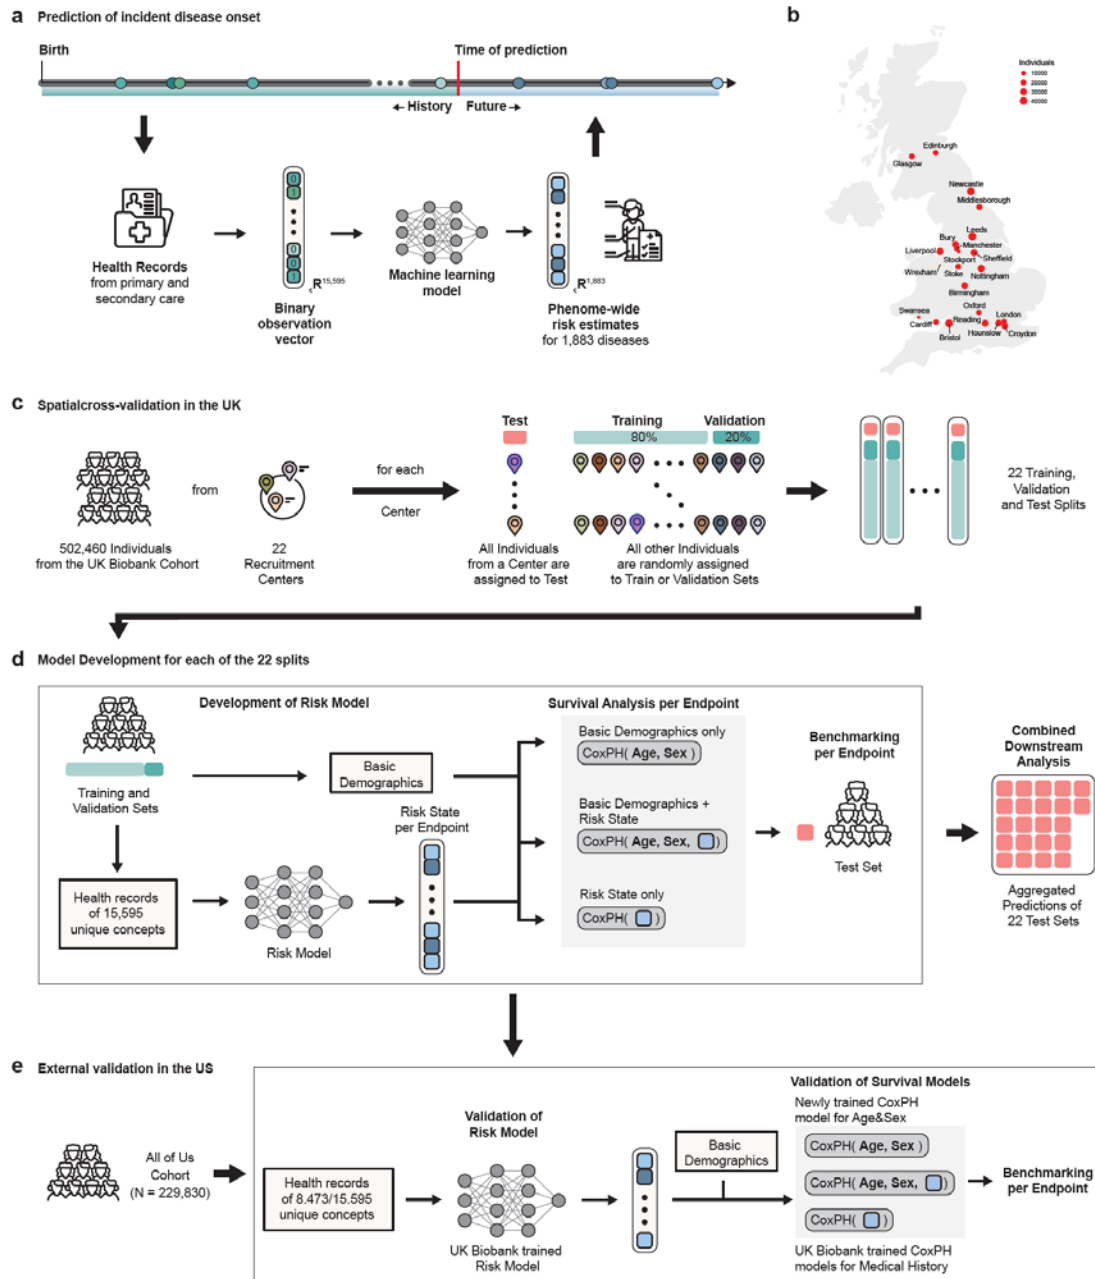 a Prediction of incident disease onset
Birth
Time of prediction
← History Future →
Health Records
from primary and
secondary care
0
1
0
0
1
ℝ15,595
Binary
observation
vector
Machine learning
model
ℝ1,883
Phenome-wide
risk estimates
for 1,883 diseases
b
Individuals
10000
20000
30000
40000
Edinburgh
Glasgow
Newcastle
Middlesborough
Leeds
Bury
Manchester
Liverpool
Sheffield
Stockport
Wrexham
Stoke
Nottingham
Birmingham
Oxford
Swansea
Cardiff
Reading
London
Bristol
Hounslow
Croydon
c Spatialcross-validation in the UK
502,460 Individuals
from the UK Biobank Cohort
from
22
Recruitment
Centers
for each
Center
Test
Training
Validation
80%
20%
All Individuals
from a Center are
assigned to Test
All other Individuals
are randomly assigned
to Train or Validation Sets
22 Training,
Validation
and Test Splits
d Model Development for each of the 22 splits
Development of Risk Model
Training and
Validation Sets
Basic
Demographics
Health records
of 15,595
unique concepts
Risk Model
Risk State
per Endpoint
Survival Analysis per Endpoint
Basic Demographics only
CoxPH( Age, Sex )
Basic Demographics +
Risk State
CoxPH( Age, Sex, )
Risk State only
CoxPH( )
Benchmarking
per Endpoint
Test Set
Combined
Downstream
Analysis
Aggregated
Predictions of
22 Test Sets
e External validation in the US
All of Us
Cohort
(N = 229,830)
Health records
of 8.473/15.595
unique concepts
Validation of
Risk Model
UK Biobank trained
Risk Model
Basic
Demographics
Validation of Survival Models
Newly trained CoxPH
model for Age&Sex
CoxPH( Age, Sex )
CoxPH( Age, Sex, )
CoxPH( )
UK Biobank trained CoxPH
models for Medical History
Benchmarking
per Endpoint